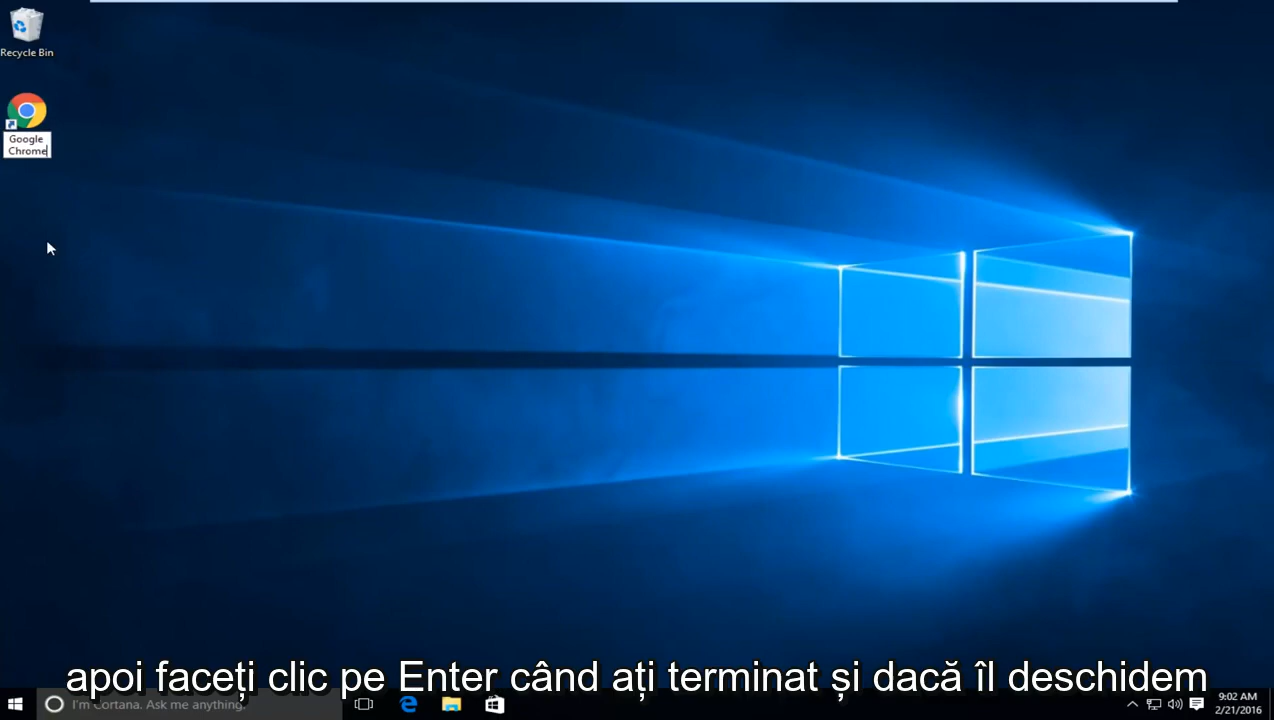 Recycle Bin
Google
Chrome
apoi faceți clic pe Enter când ați terminat și dacă îl deschidem
I'm Cortana. Ask me anything.
9:02 AM
2/21/2016